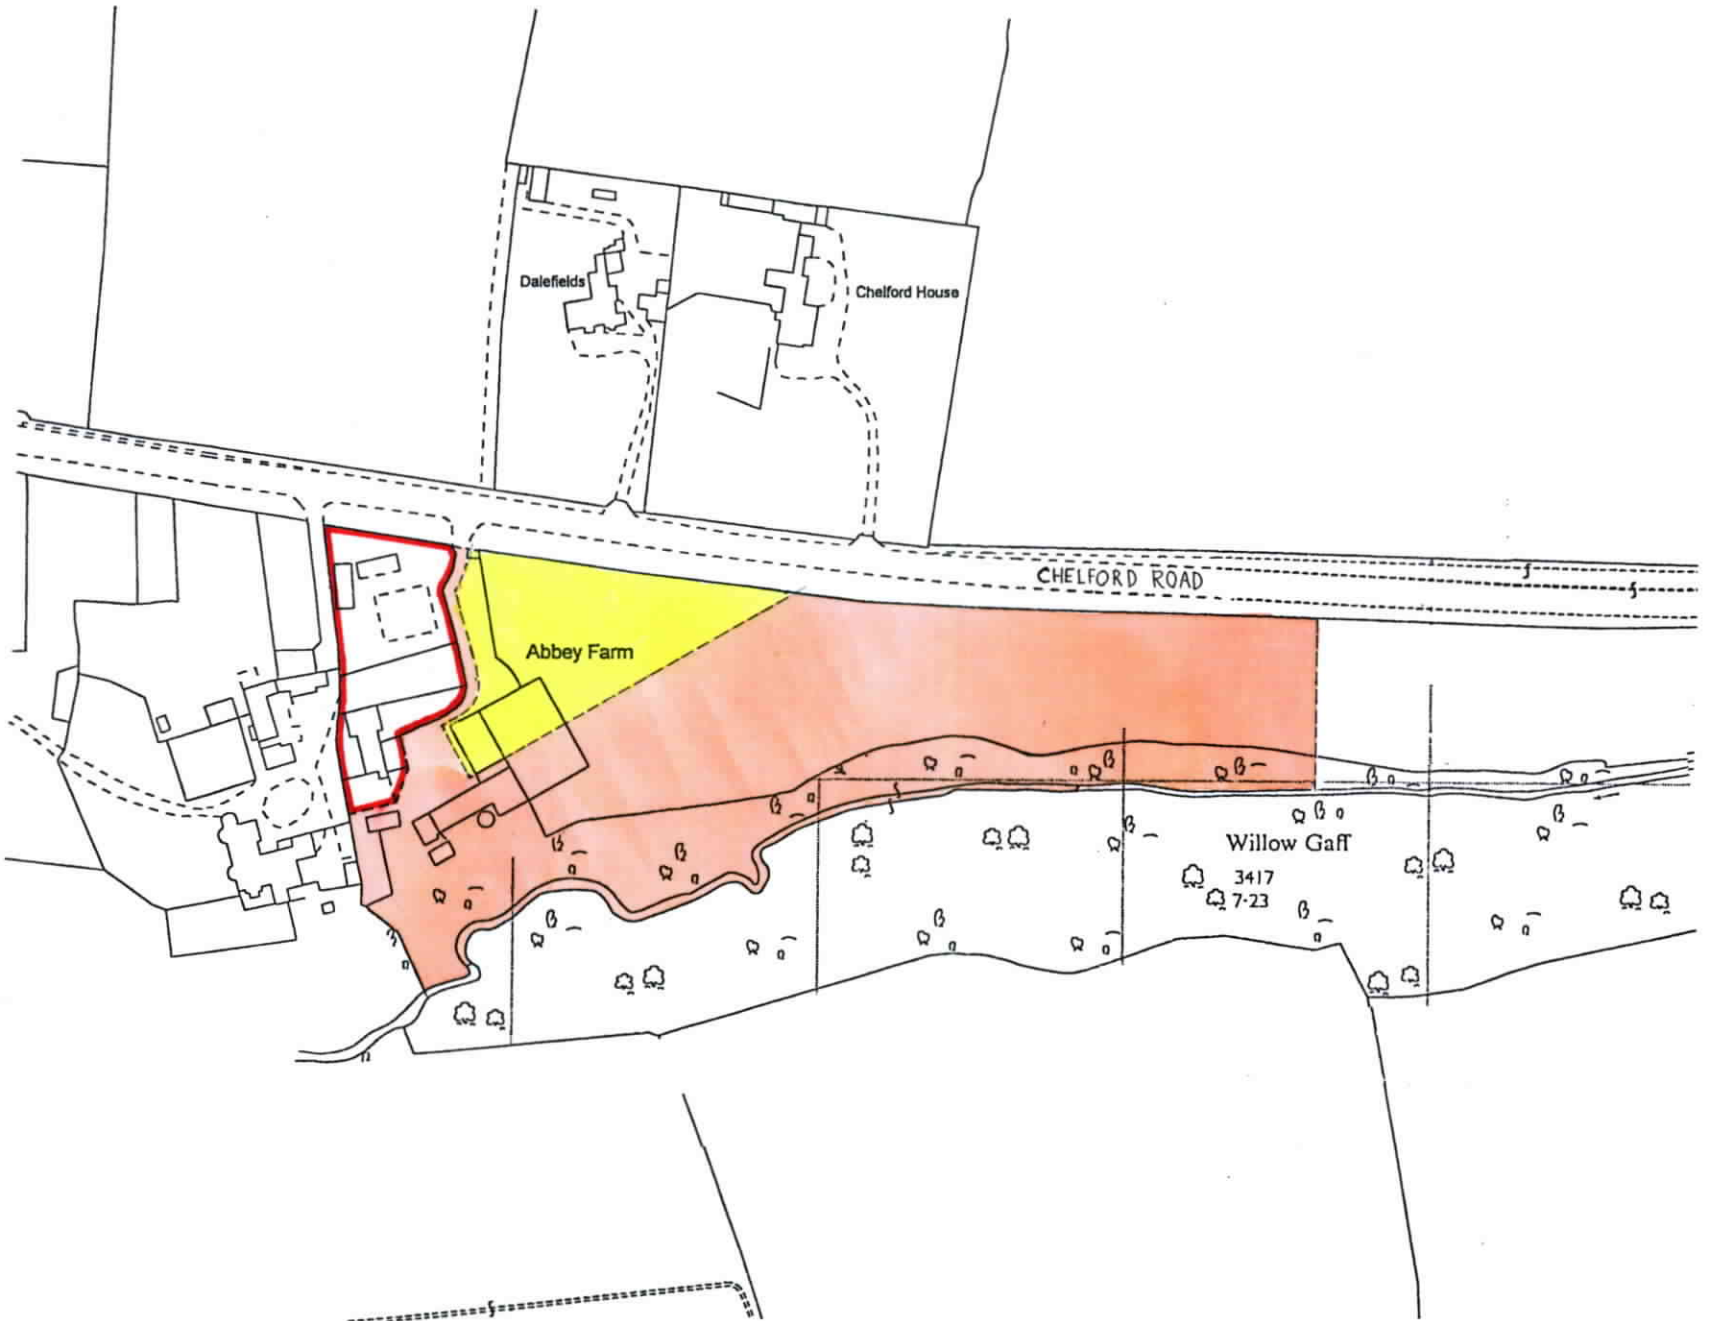 Dalefields
Chelford House
CHELFORD ROAD
Abbey Farm
Willow Gaff
3417
7·23